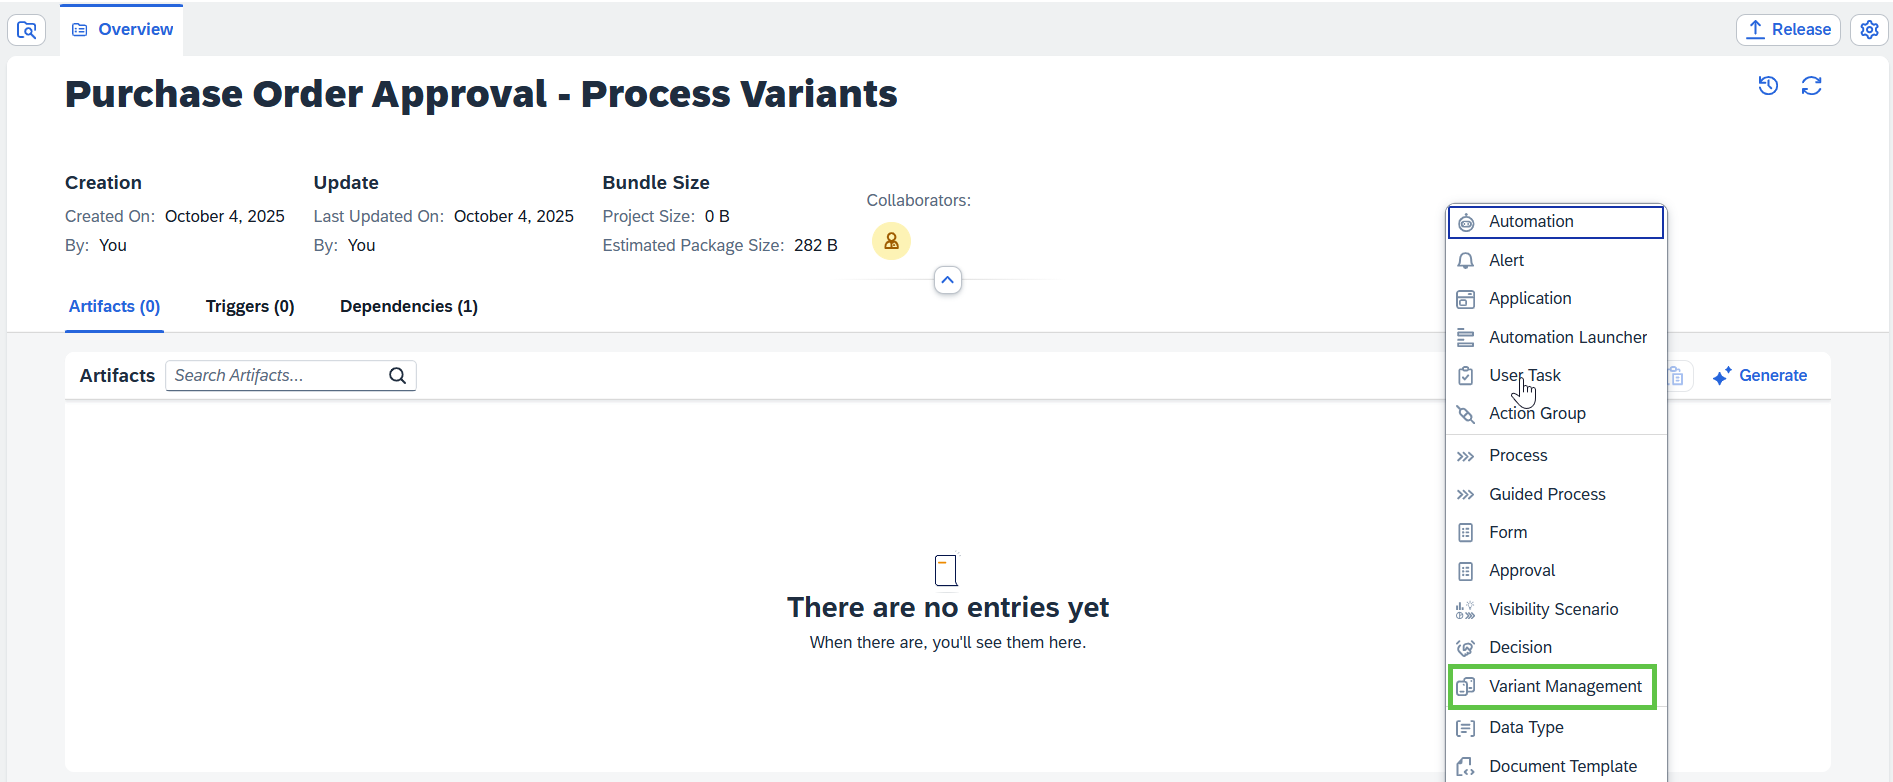 Overview
Release
Purchase Order Approval - Process Variants
Creation
Created On: October 4, 2025
By: You
Update
Last Updated On: October 4, 2025
By: You
Bundle Size
Project Size: 0 B
Estimated Package Size: 282 B
Collaborators:
Artifacts (0)
Triggers (0)
Dependencies (1)
Artifacts
Search Artifacts...
Generate
There are no entries yet
When there are, you'll see them here.
Automation
Alert
Application
Automation Launcher
User Task
Action Group
Process
Guided Process
Form
Approval
Visibility Scenario
Decision
Variant Management
Data Type
Document Template